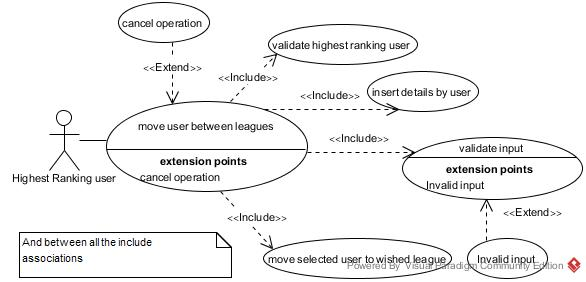 cancel operation
<<Extend>>
validate highest ranking user
<<Include>>
insert details by user
<<Include>>
move user between leagues
extension points
cancel operation
<<Include>>
validate input
extension points
Invalid input
Highest Ranking user
<<Include>>
<<Extend>>
And between all the include
associations
move selected user to wished league
Invalid input
Powered By Visual Paradigm Community Edition